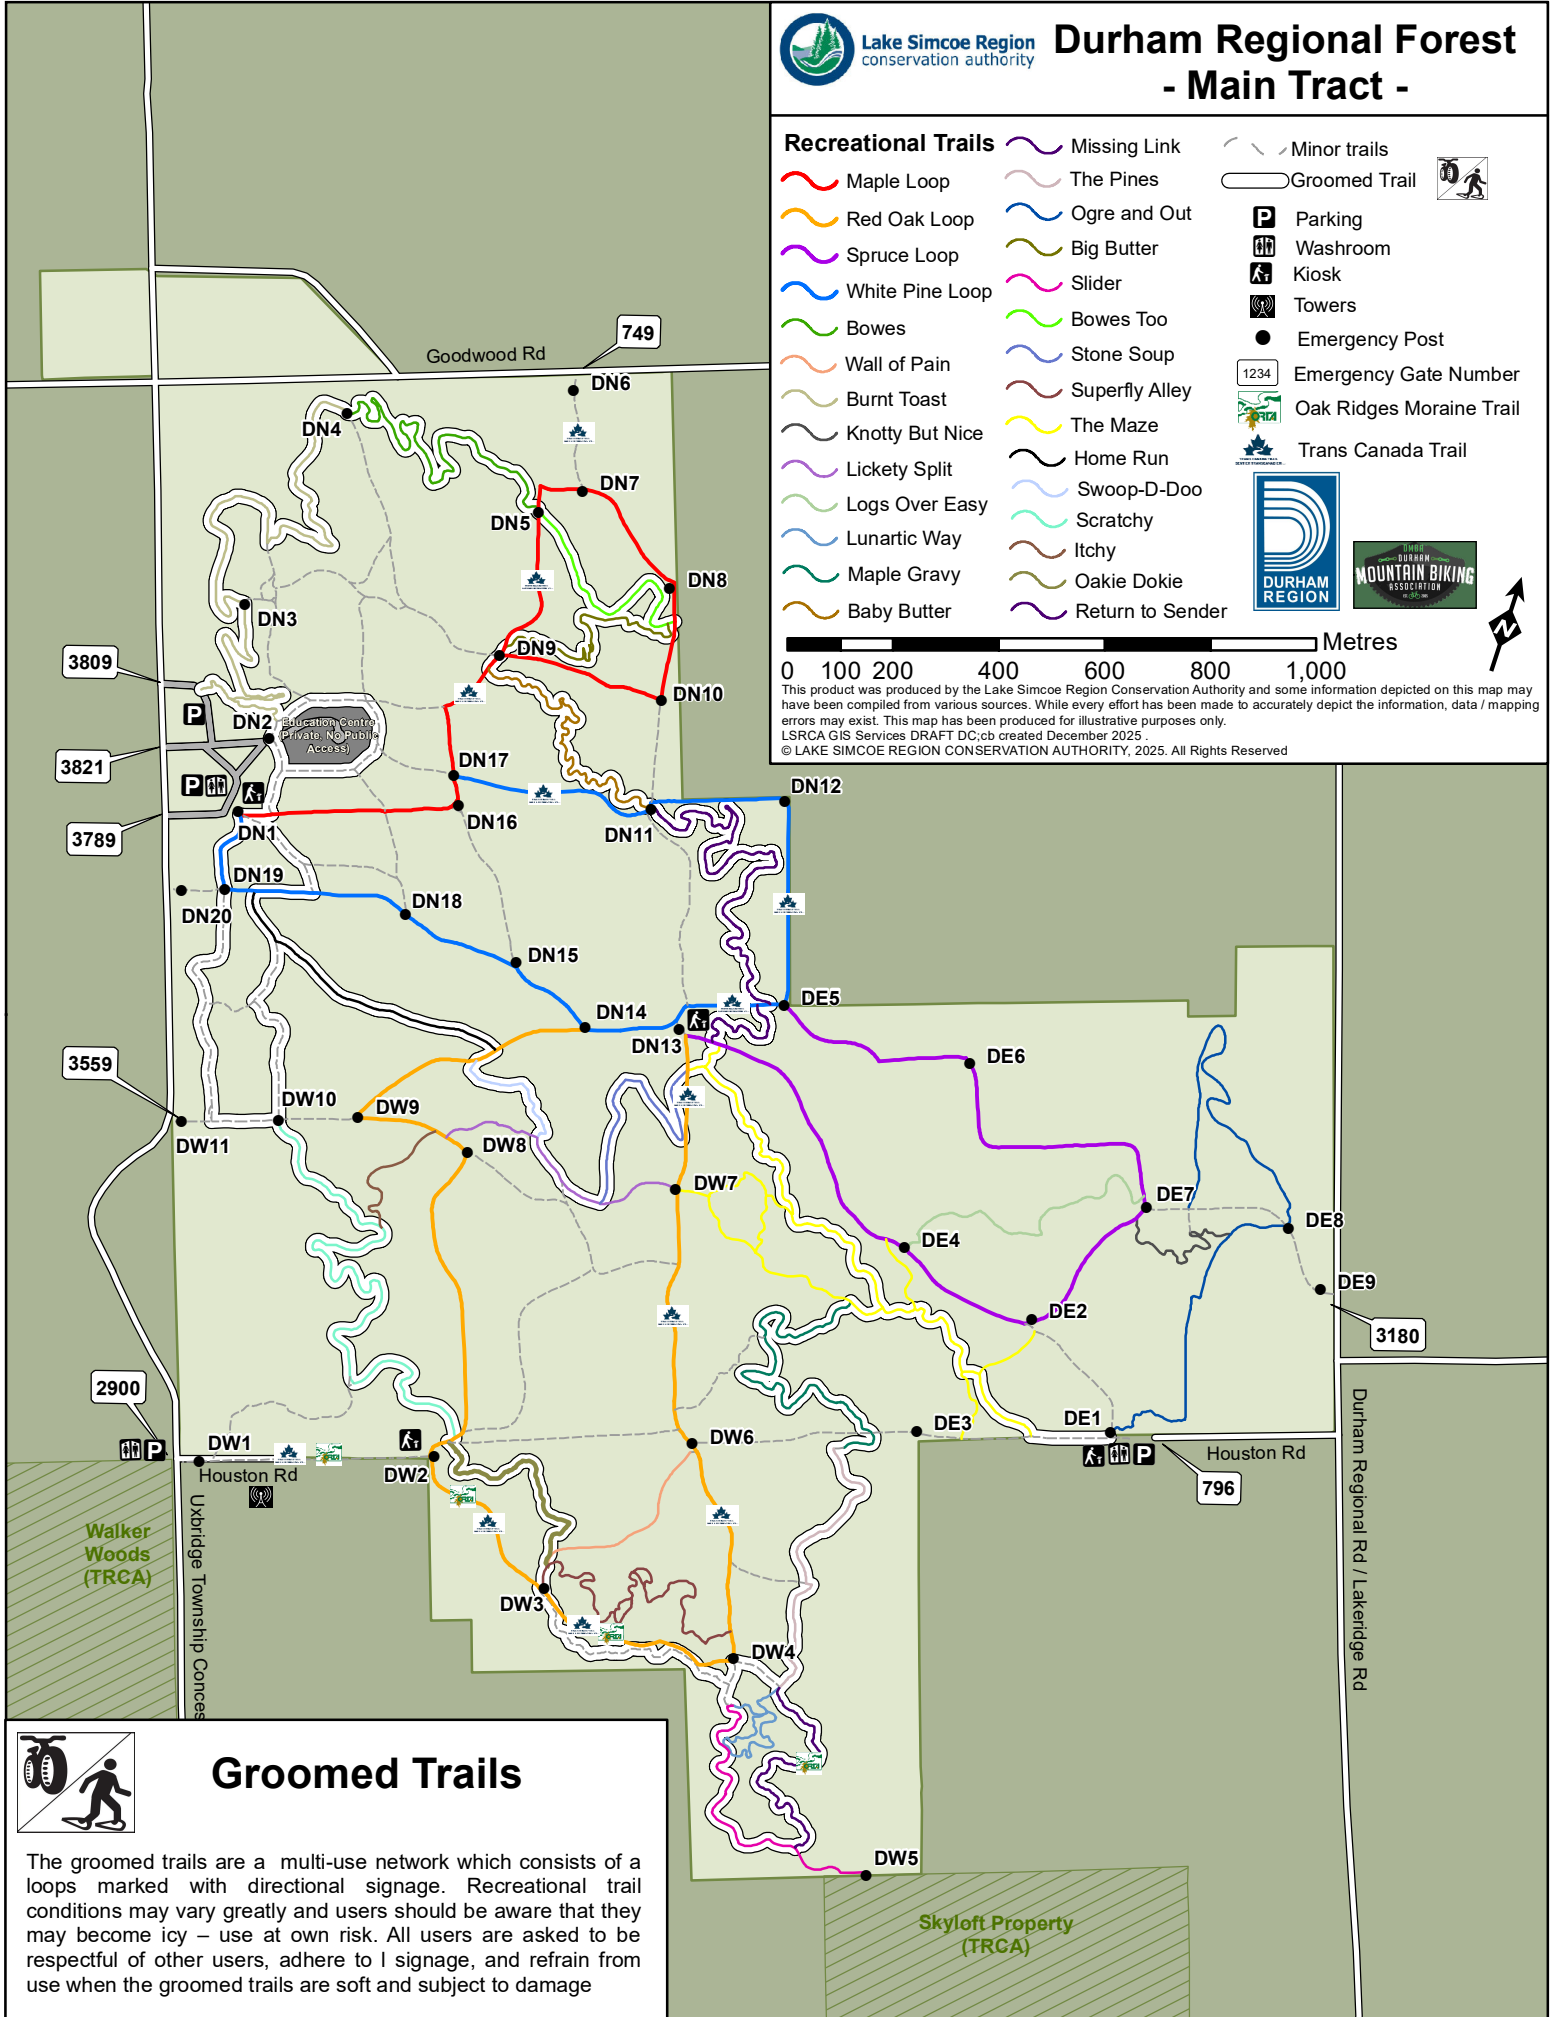 Lake Simcoe Region
conservation authority
Durham Regional Forest
- Main Tract -
Recreational Trails
Maple Loop
Red Oak Loop
Spruce Loop
White Pine Loop
Bowes
Wall of Pain
Burnt Toast
Knotty But Nice
Lickety Split
Logs Over Easy
Lunartic Way
Maple Gravy
Baby Butter
Missing Link
The Pines
Ogre and Out
Big Butter
Slider
Bowes Too
Stone Soup
Superfly Alley
The Maze
Home Run
Swoop-D-Doo
Scratchy
Itchy
Oakie Dokie
Return to Sender
Minor trails
Groomed Trail
P Parking
Washroom
Kiosk
Towers
Emergency Post
1234 Emergency Gate Number
ORTA Oak Ridges Moraine Trail
Trans Canada Trail
DURHAM
REGION
DMBA
DURHAM
MOUNTAIN BIKING
ASSOCIATION
N
0 100 200 400 600 800 1,000 Metres
This product was produced by the Lake Simcoe Region Conservation Authority and some information depicted on this map may
have been compiled from various sources. While every effort has been made to accurately depict the information, data / mapping
errors may exist. This map has been produced for illustrative purposes only.
LSRCA GIS Services DRAFT DC;cb created December 2025 .
© LAKE SIMCOE REGION CONSERVATION AUTHORITY, 2025. All Rights Reserved
749
Goodwood Rd
DN6
DN4
DN7
DN5
DN8
DN3
DN9
3809
DN10
P
DN2
Education Centre
(Private, No Public
Access)
3821
DN17
P
DN12
DN16
DN11
3789
DN1
DN19
DN20
DN18
DN15
DE5
DN14
DN13
DE6
3559
DW10
DW9
DW11
DW8
DW7
DE7
DE8
DE4
DE9
DE2
3180
2900
DE3
DE1
DW1
DW6
P
P
Houston Rd
DW2
Houston Rd
ORTA
796
ORTA
Walker
Woods
(TRCA)
Uxbridge Township Conces
Durham Regional Rd / Lakeridge Rd
DW3
ORTA
DW4
ORTA
DW5
Skyloft Property
(TRCA)
Groomed Trails
The groomed trails are a multi-use network which consists of a
loops marked with directional signage. Recreational trail
conditions may vary greatly and users should be aware that they
may become icy – use at own risk. All users are asked to be
respectful of other users, adhere to l signage, and refrain from
use when the groomed trails are soft and subject to damage